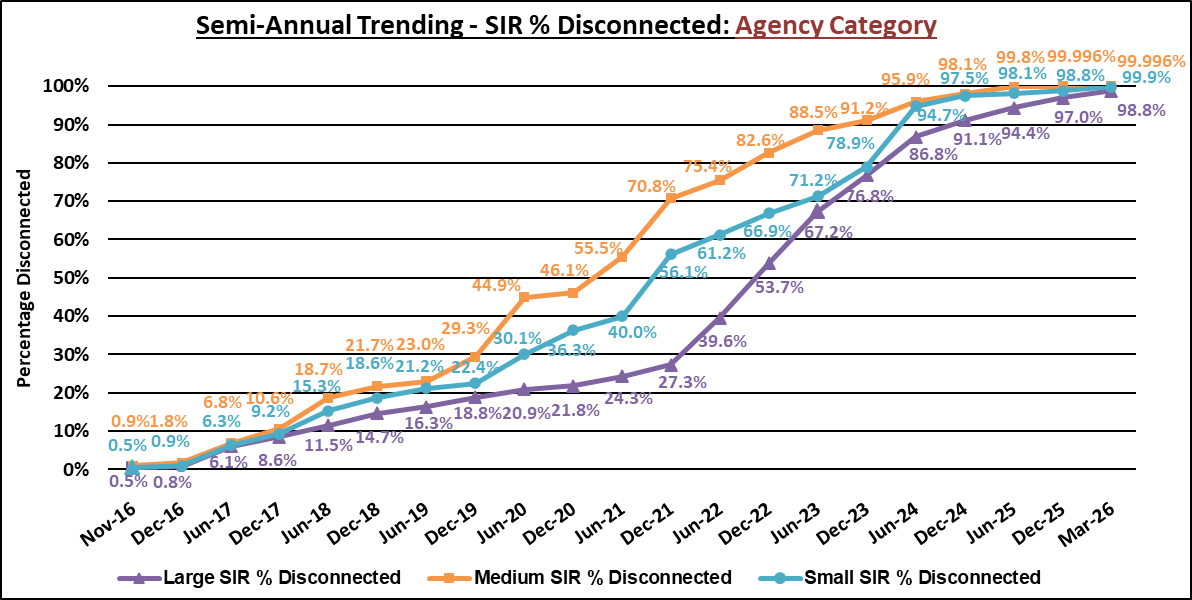 Semi-Annual Trending - SIR % Disconnected: Agency Category
Percentage Disconnected
100%
90%
80%
70%
60%
50%
40%
30%
20%
10%
0%
0.9% 1.8% 6.8% 10.6% 18.7% 21.7% 23.0% 29.3% 44.9% 46.1% 55.5% 70.8% 75.4% 82.6% 88.5% 91.2% 95.9% 98.1% 99.8% 99.996% 99.996%
0.5% 0.9% 6.3% 9.2% 15.3% 18.6% 21.2% 22.4% 30.1% 36.3% 40.0% 56.1% 61.2% 66.9% 71.2% 78.9% 94.7% 97.5% 98.1% 98.8% 99.9%
0.5% 0.8% 6.1% 8.6% 11.5% 14.7% 16.3% 18.8% 20.9% 21.8% 24.3% 27.3% 39.6% 53.7% 67.2% 76.8% 86.8% 91.1% 94.4% 97.0% 98.8%
Nov-16 Dec-16 Jun-17 Dec-17 Jun-18 Dec-18 Jun-19 Dec-19 Jun-20 Dec-20 Jun-21 Dec-21 Jun-22 Dec-22 Jun-23 Dec-23 Jun-24 Dec-24 Jun-25 Dec-25 Mar-26
Large SIR % Disconnected Medium SIR % Disconnected Small SIR % Disconnected